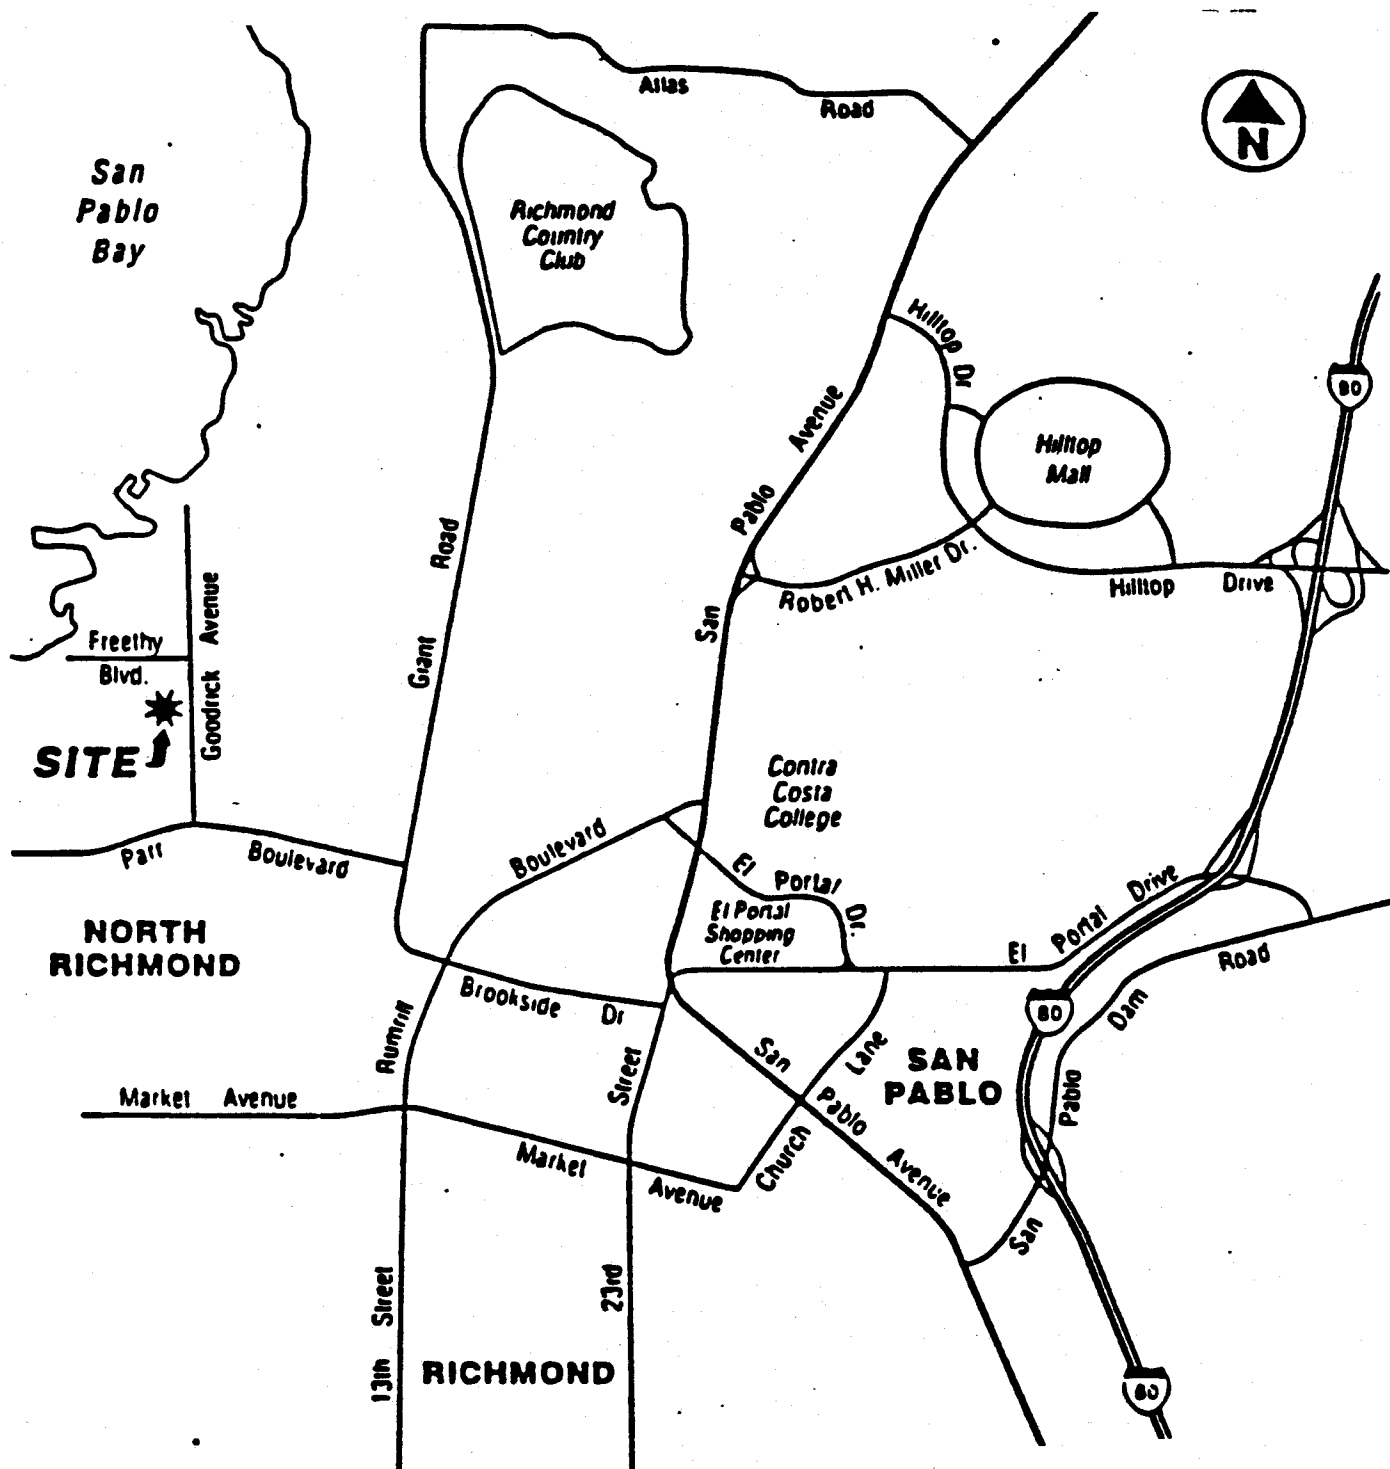 Atlas
Road
N
San
Pablo
Bay
Richmond
Country
Club
Hilltop Dr
80
Avenue
Hilltop
Mall
Pablo
Road
Robert H. Miller Dr.
Hilltop Drive
San
Giant
Avenue
Freethy
Blvd.
Goodrick
SITE
Contra
Costa
College
Parr Boulevard
Boulevard
El Portal Dr.
El Portal Drive
El Portal
Shopping
Center
NORTH
RICHMOND
Road
Brookside Dr
80
Dam
Rumrill
Street
San
Lane
SAN
PABLO
Pablo
Market Avenue
Pablo
Market Avenue
Church
Avenue
San
Street
23rd
13th
RICHMOND
80